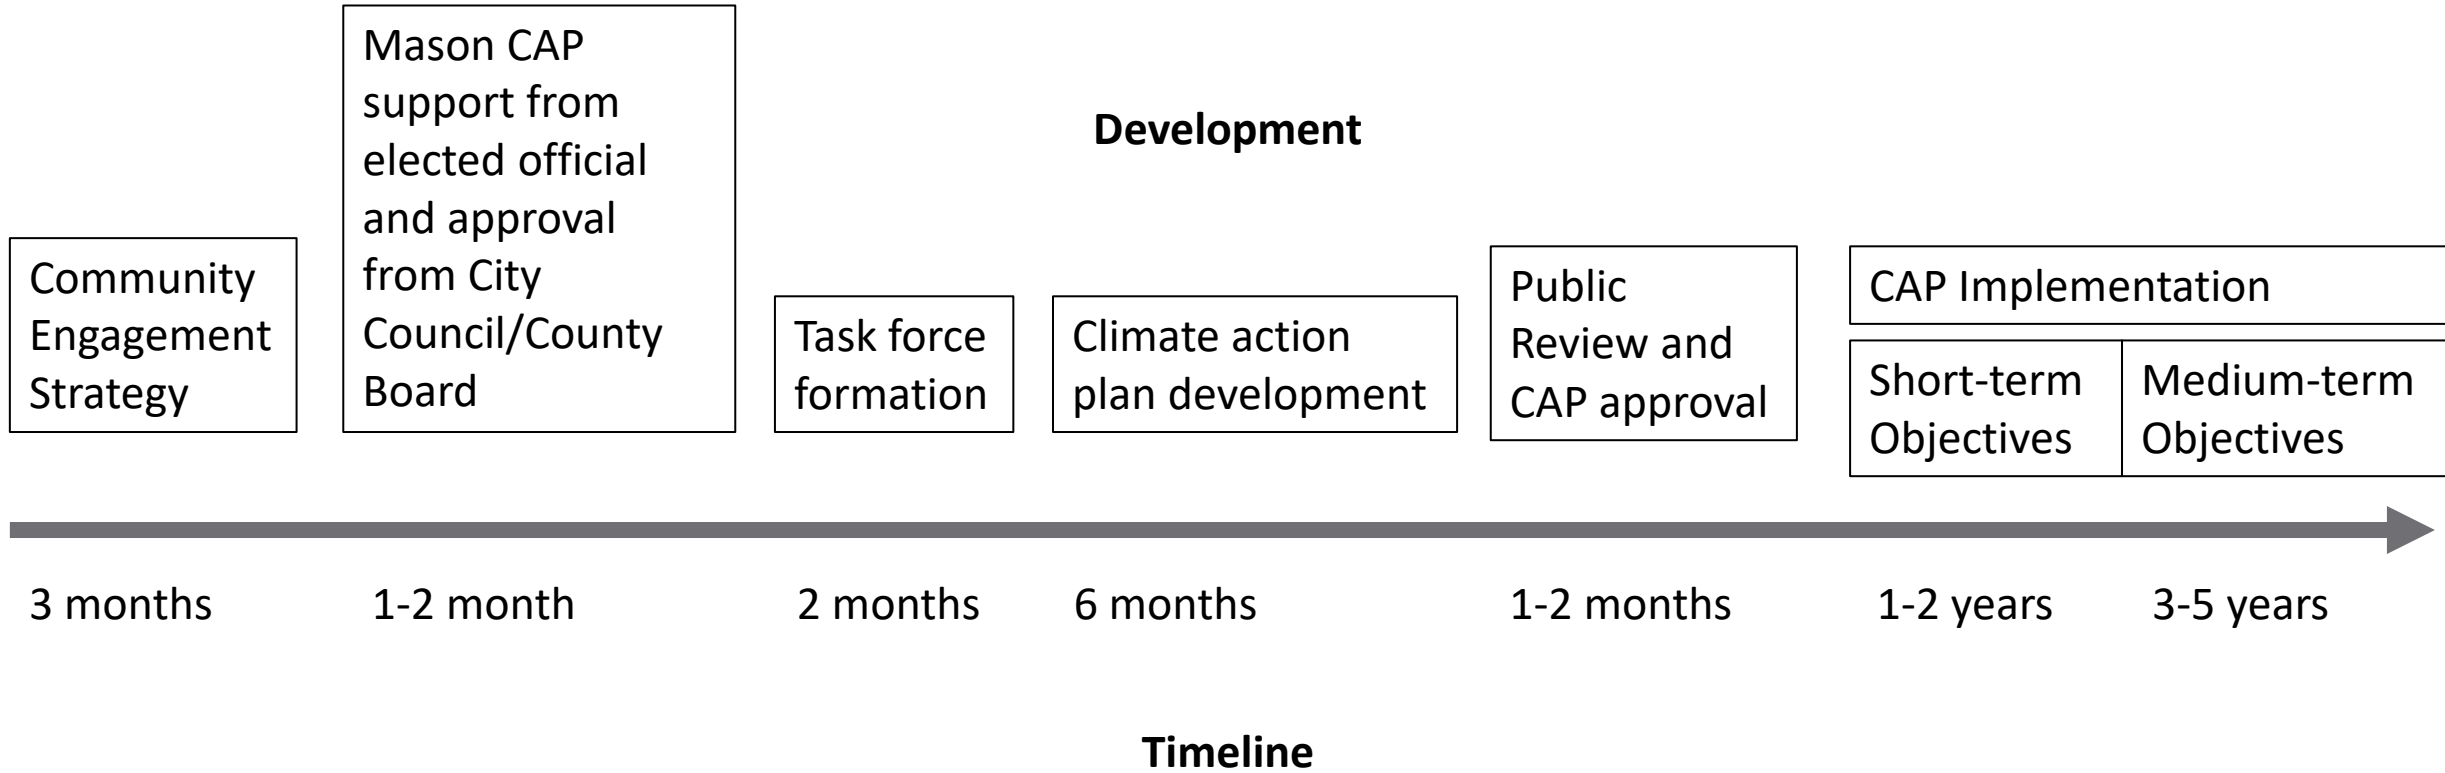 Development
Community
Engagement
Strategy
Mason CAP
support from
elected official
and approval
from City
Council/County
Board
Task force
formation
Climate action
plan development
Public
Review and
CAP approval
CAP Implementation
Short-term
Objectives
Medium-term
Objectives
3 months
1-2 month
2 months
6 months
1-2 months
1-2 years
3-5 years
Timeline